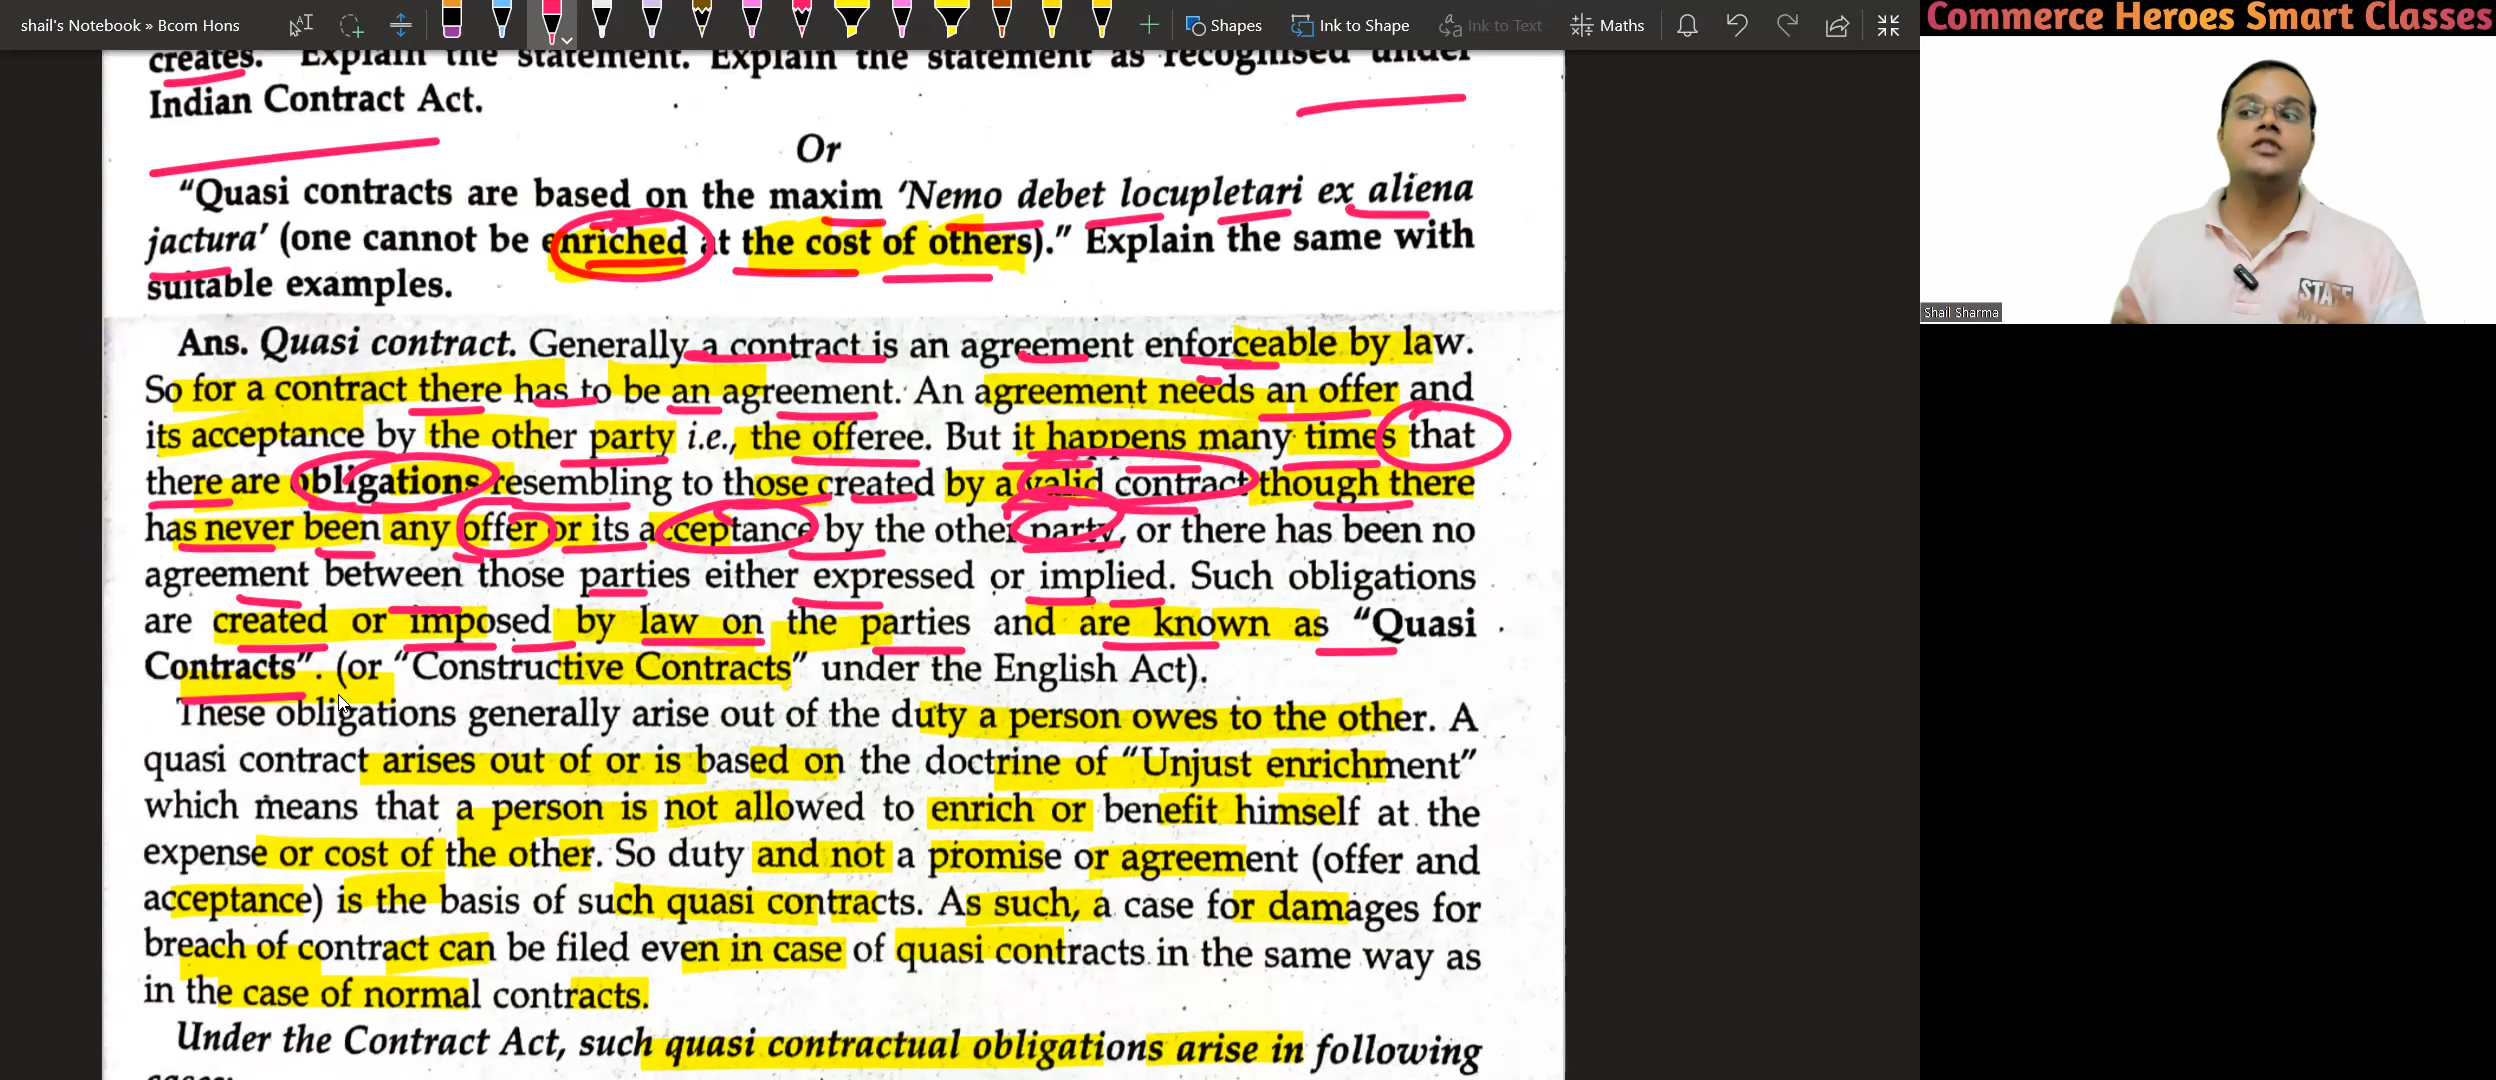 shail's Notebook » Bcom Hons
Shapes
Ink to Shape
Ink to Text
Maths
Commerce Heroes Smart Classes
creates." Explain the statement. Explain the statement as recognised under
Indian Contract Act.
Or
“Quasi contracts are based on the maxim ‘Nemo debet locupletari ex aliena
jactura’ (one cannot be enriched at the cost of others).” Explain the same with
suitable examples.
Ans. Quasi contract. Generally a contract is an agreement enforceable by law.
So for a contract there has to be an agreement. An agreement needs an offer and
its acceptance by the other party i.e., the offeree. But it happens many times that
there are obligations resembling to those created by a valid contract though there
has never been any offer or its acceptance by the other party, or there has been no
agreement between those parties either expressed or implied. Such obligations
are created or imposed by law on the parties and are known as “Quasi
Contracts”. (or “Constructive Contracts” under the English Act).
These obligations generally arise out of the duty a person owes to the other. A
quasi contract arises out of or is based on the doctrine of “Unjust enrichment”
which means that a person is not allowed to enrich or benefit himself at the
expense or cost of the other. So duty and not a promise or agreement (offer and
acceptance) is the basis of such quasi contracts. As such, a case for damages for
breach of contract can be filed even in case of quasi contracts in the same way as
in the case of normal contracts.
Under the Contract Act, such quasi contractual obligations arise in following
cases:
Shail Sharma